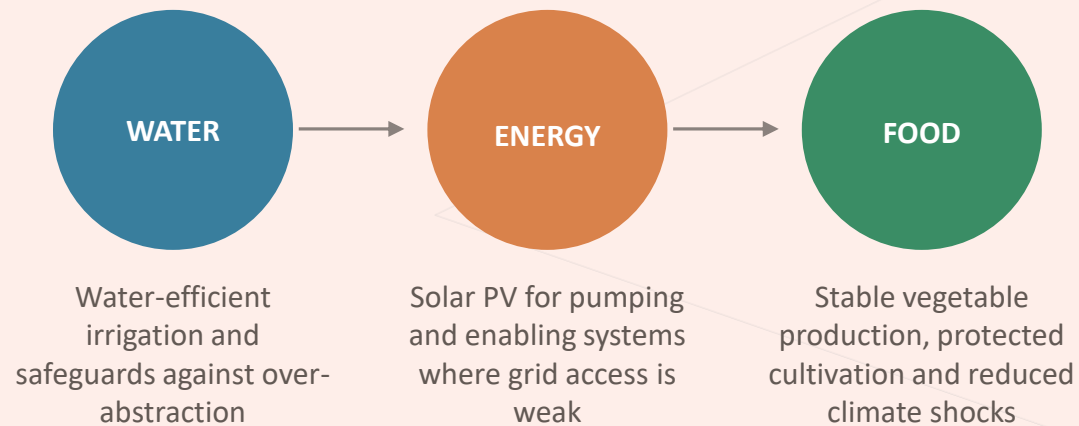 WATER
ENERGY
FOOD
Water-efficient
irrigation and
safeguards against over-
abstraction
Solar PV for pumping
and enabling systems
where grid access is
weak
Stable vegetable
production, protected
cultivation and reduced
climate shocks